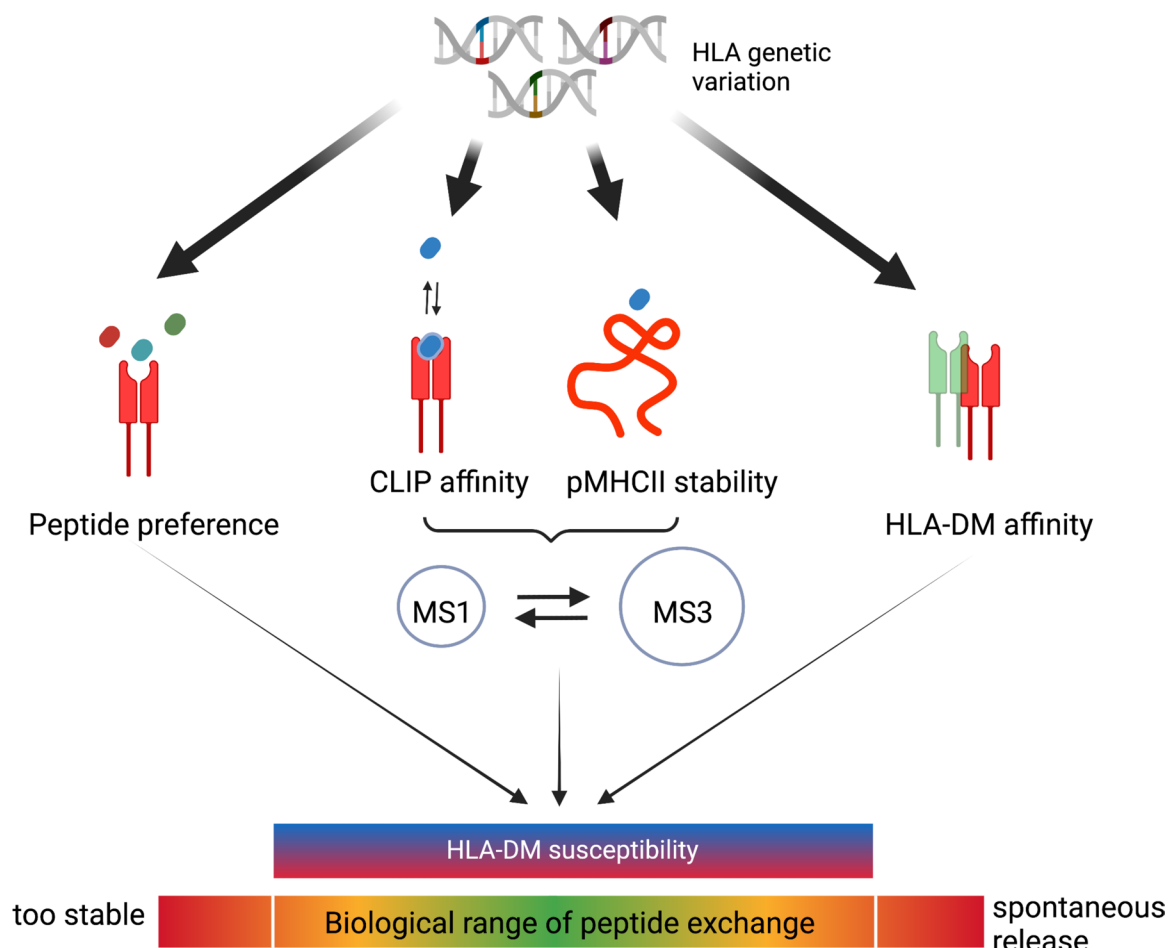 HLA genetic
variation
CLIP affinity
pMHCII stability
Peptide preference
HLA-DM affinity
MS1
MS3
HLA-DM susceptibility
too stable
Biological range of peptide exchange
spontaneous
release